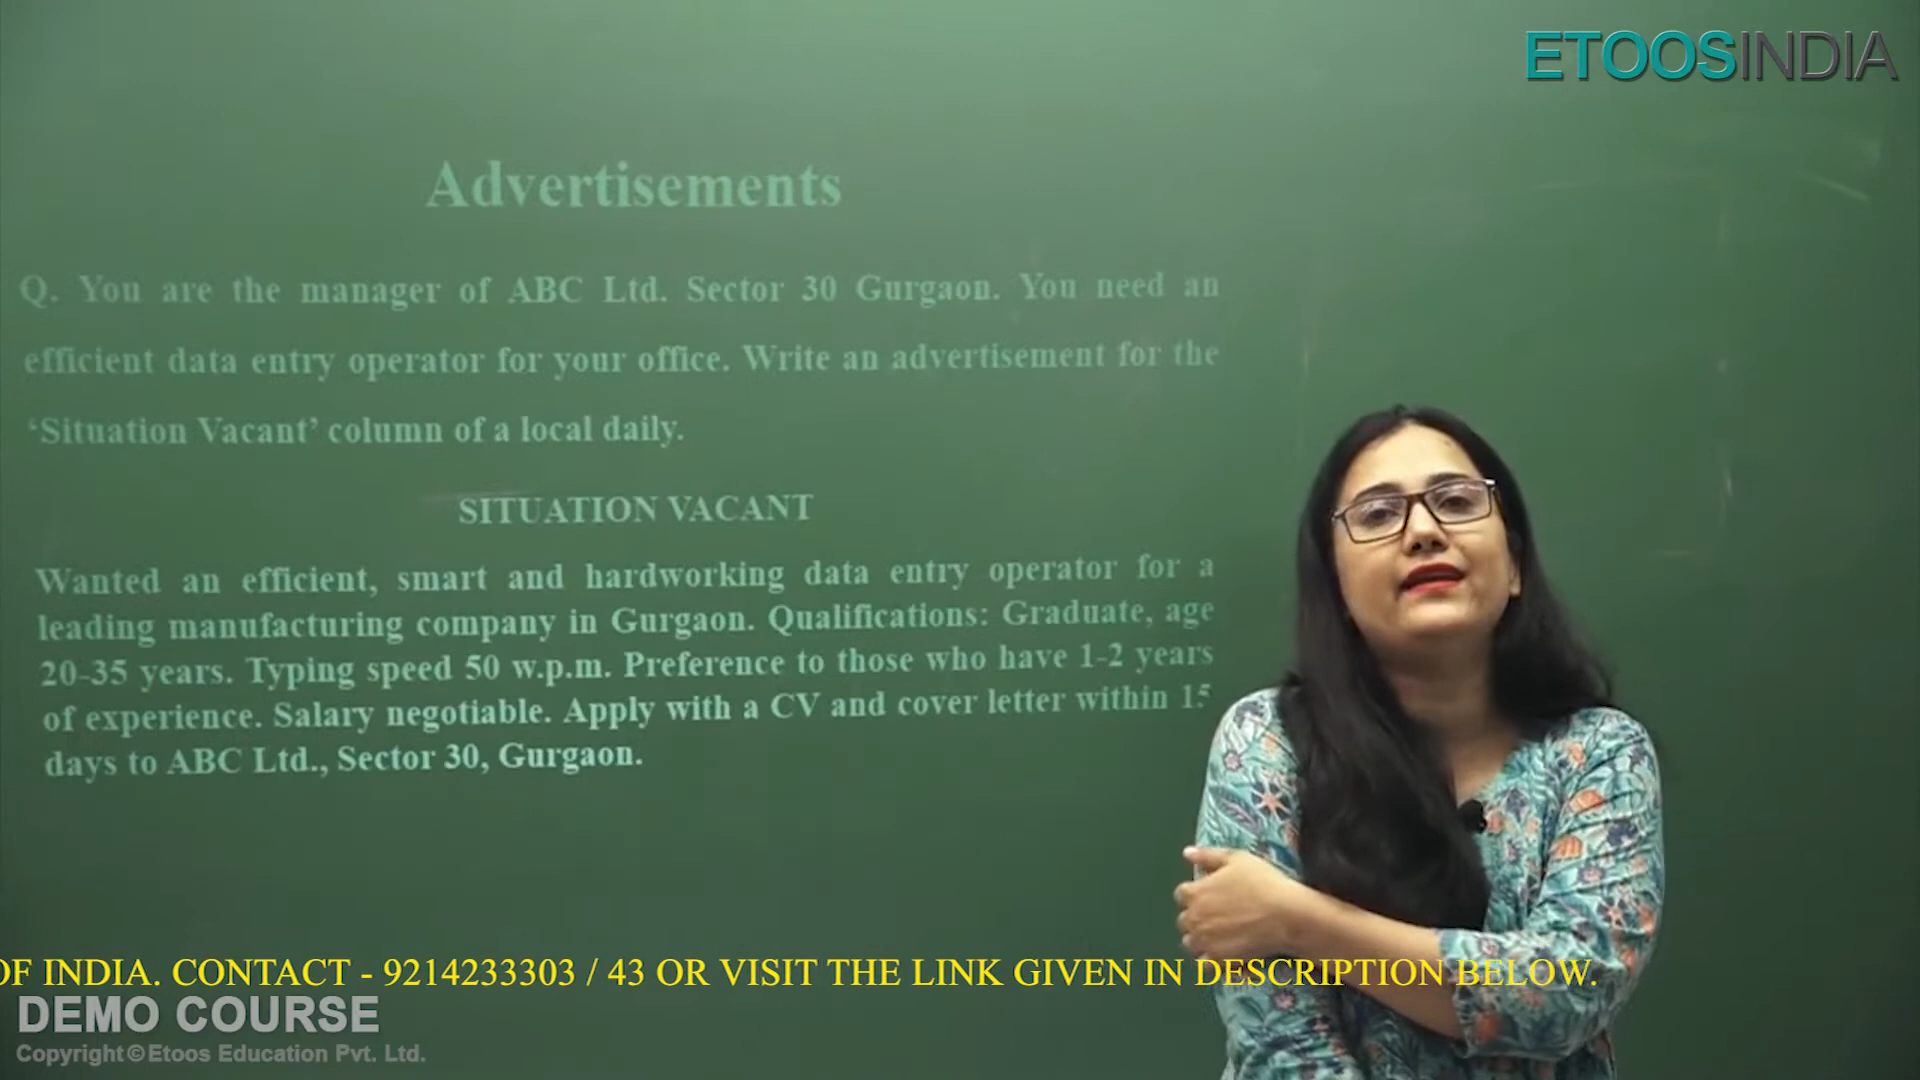 ETOOSINDIA
Advertisements
Q. You are the manager of ABC Ltd. Sector 30 Gurgaon. You need an
efficient data entry operator for your office. Write an advertisement for the
‘Situation Vacant’ column of a local daily.
SITUATION VACANT
Wanted an efficient, smart and hardworking data entry operator for a
leading manufacturing company in Gurgaon. Qualifications: Graduate, age
20-35 years. Typing speed 50 w.p.m. Preference to those who have 1-2 years
of experience. Salary negotiable. Apply with a CV and cover letter within 15
days to ABC Ltd., Sector 30, Gurgaon.
OF INDIA. CONTACT - 9214233303 / 43 OR VISIT THE LINK GIVEN IN DESCRIPTION BELOW.
DEMO COURSE
Copyright © Etoos Education Pvt. Ltd.